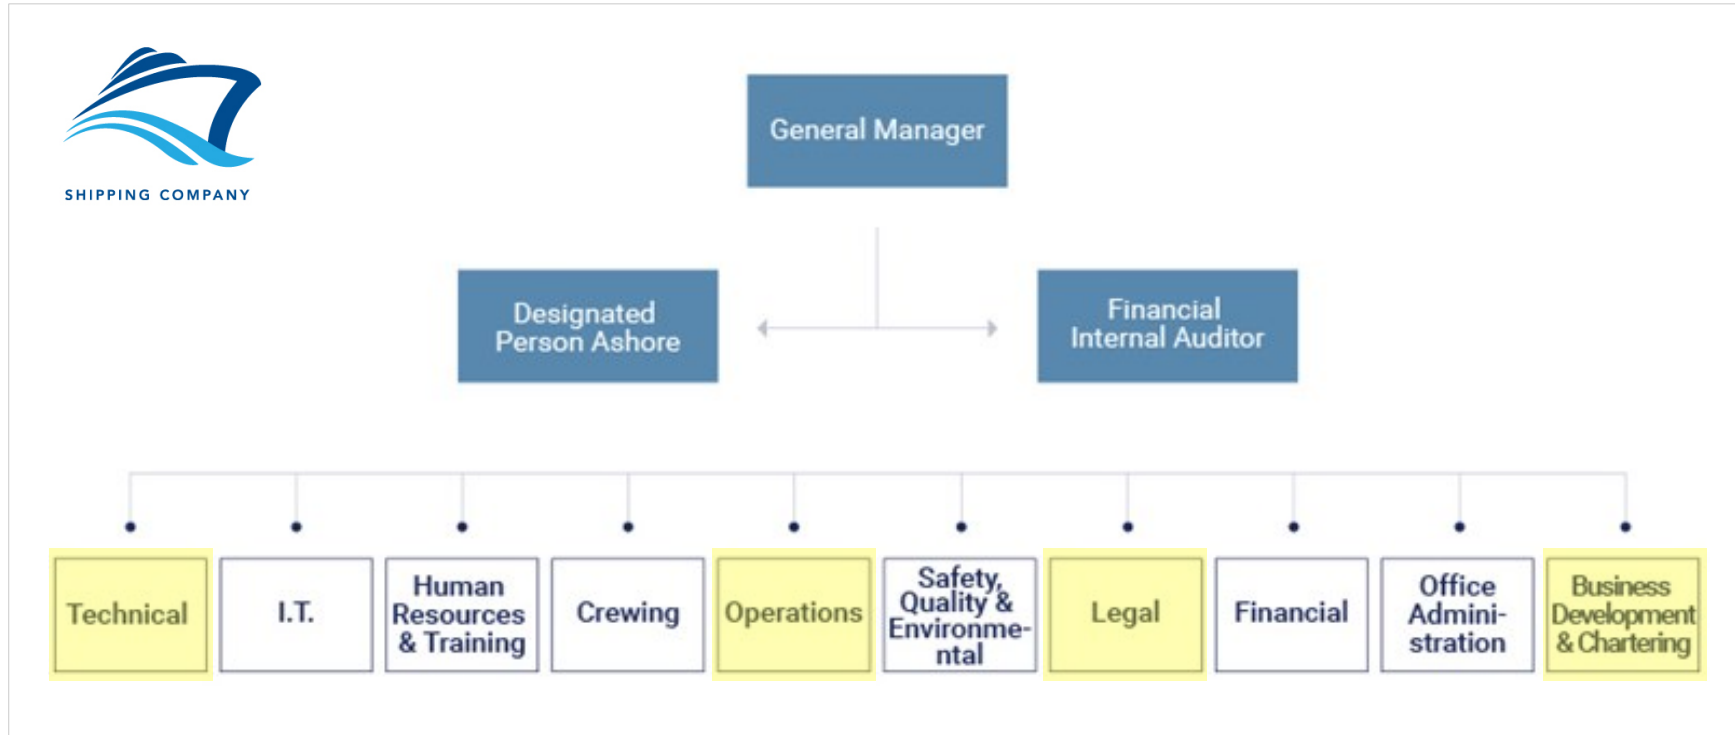 SHIPPING COMPANY
General Manager
Designated
Person Ashore
Financial
Internal Auditor
Technical
I.T.
Human
Resources
& Training
Crewing
Operations
Safety,
Quality &
Environme-
ntal
Legal
Financial
Office
Admini-
stration
Business
Development
& Chartering